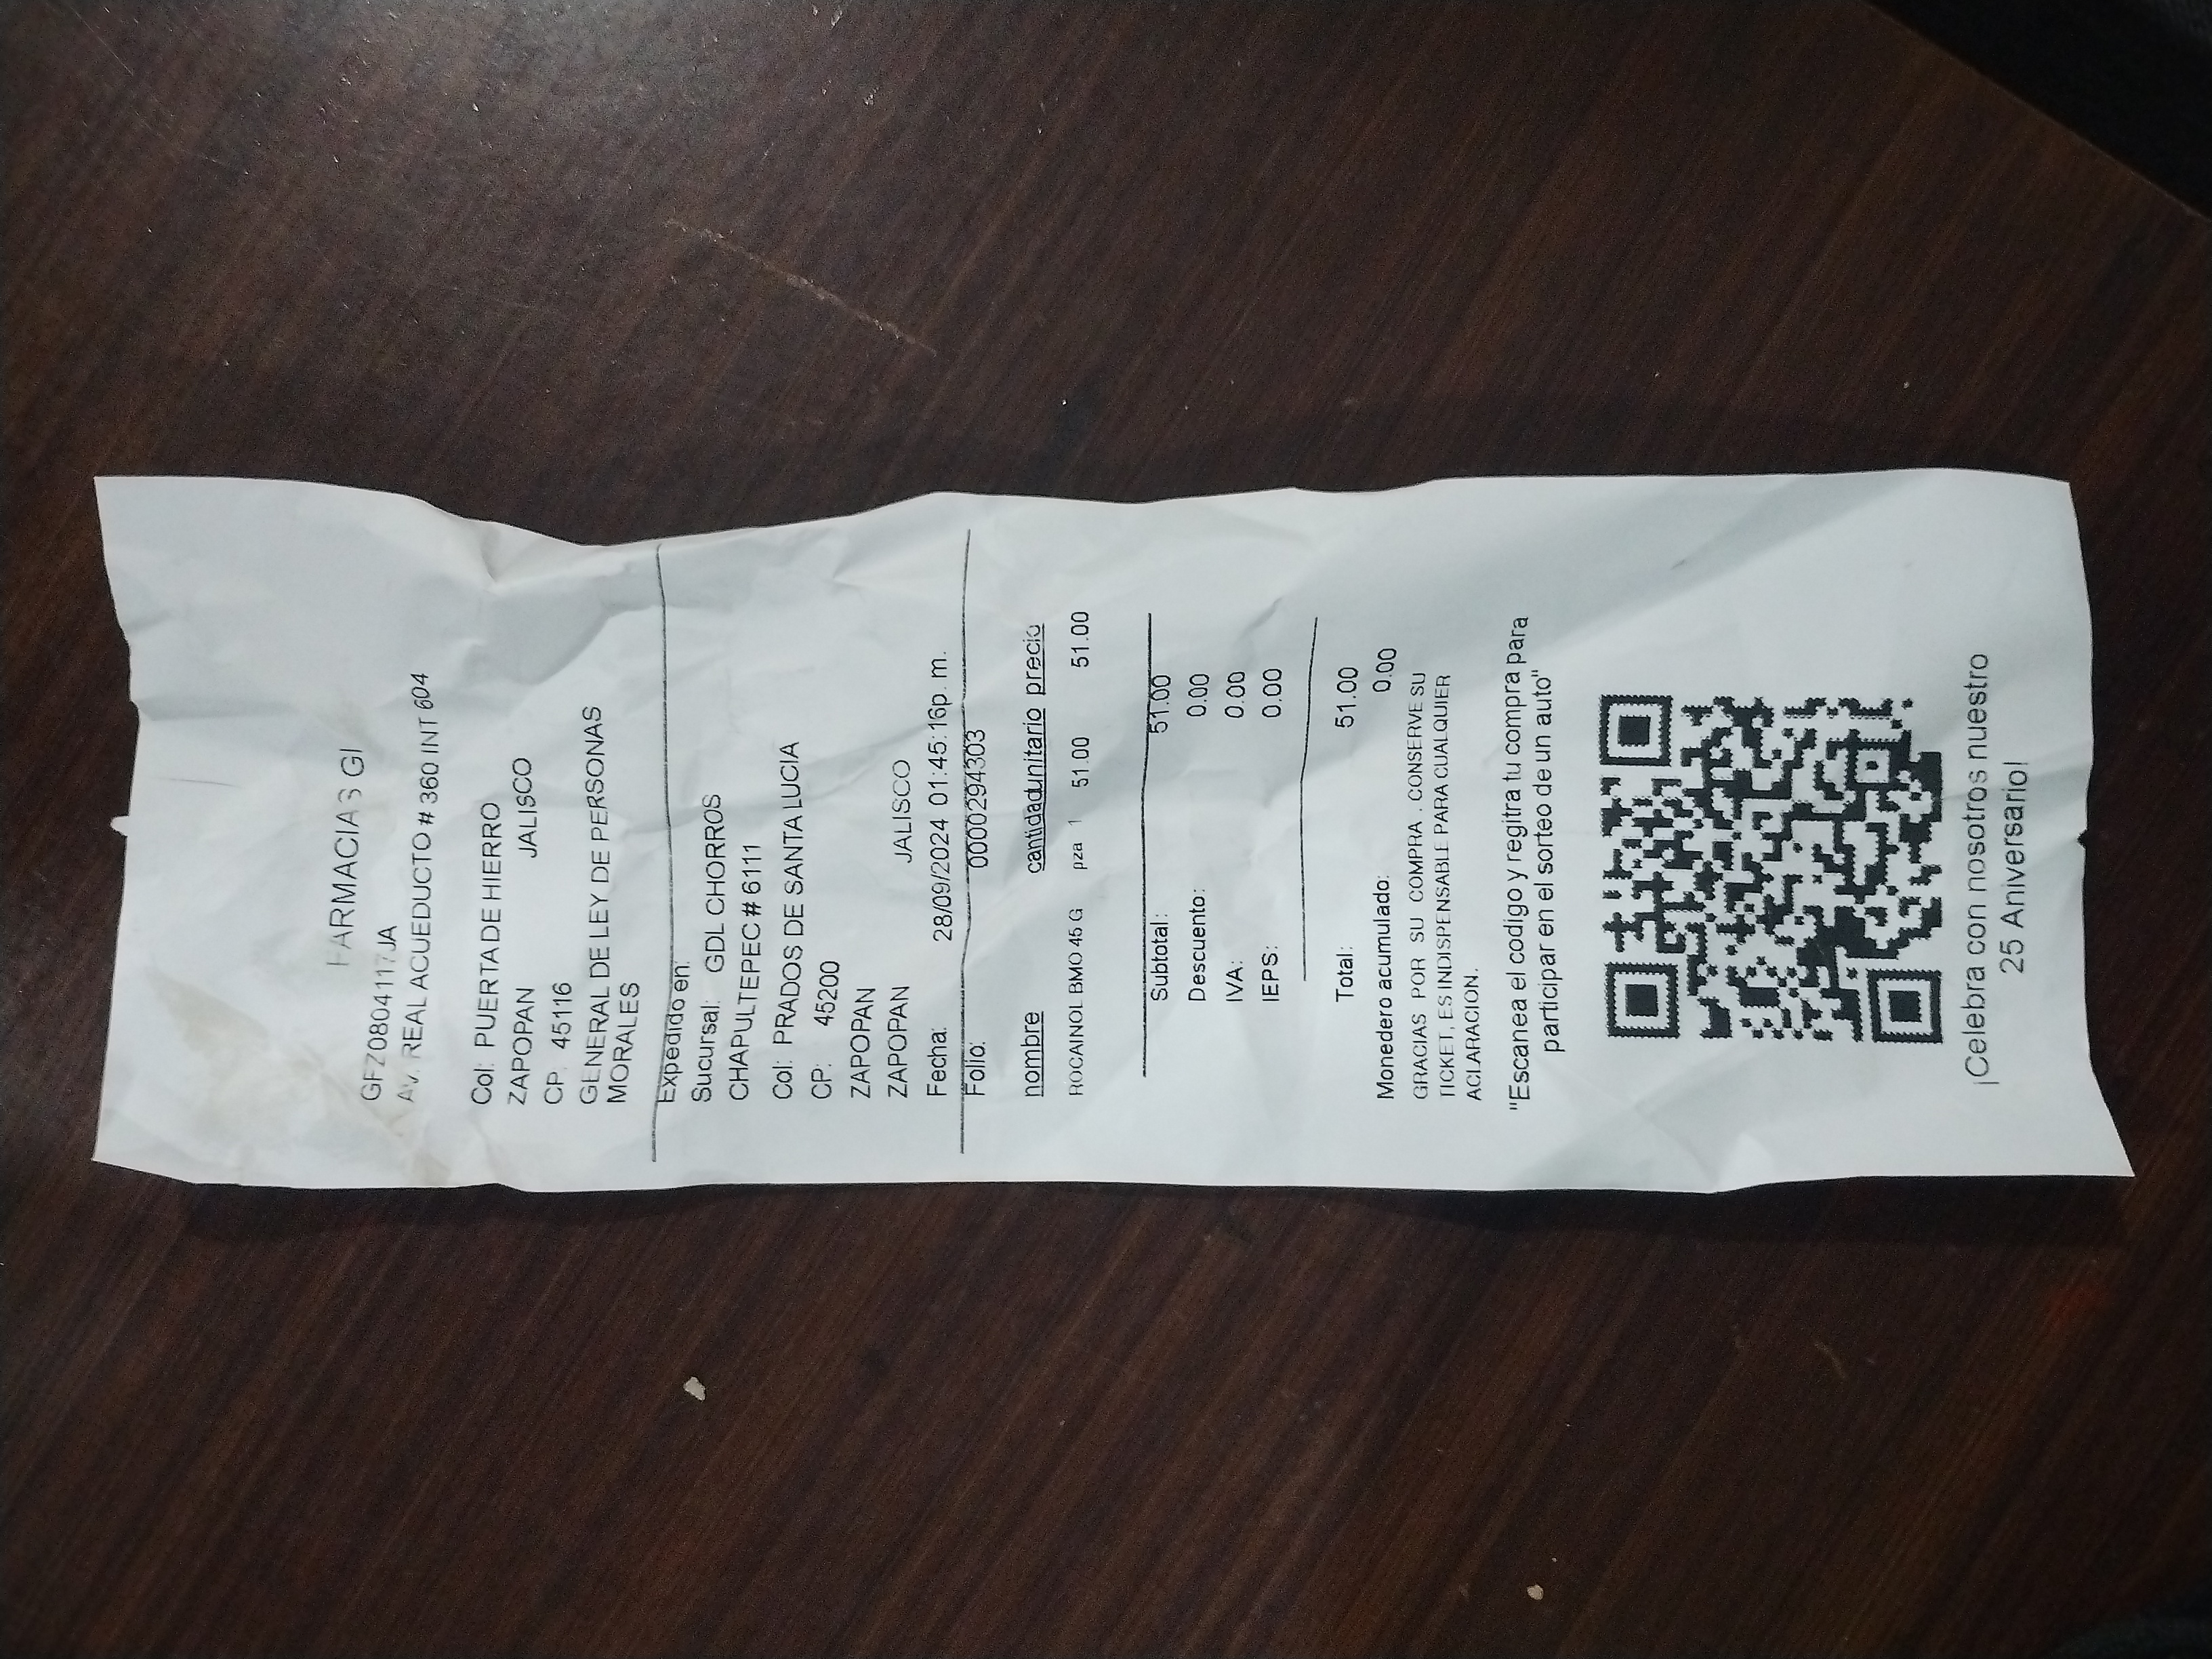 FARMACIAS GI
GFZ0804117JA
AV. REAL ACUEDUCTO # 360 INT 604
Col: PUERTA DE HIERRO
ZAPOPAN JALISCO
CP. 45116
GENERAL DE LEY DE PERSONAS
MORALES
Expedido en:
Sucursal: GDL CHORROS
CHAPULTEPEC # 6111
Col: PRADOS DE SANTA LUCIA
CP: 45200
ZAPOPAN
ZAPOPAN JALISCO
Fecha: 28/09/2024 01:45:16p. m.
Folio: 0000294303
nombre cantidadunitario precio
ROCAINOL BMO 45 G pza 1 51.00 51.00
Subtotal: 51.00
Descuento: 0.00
IVA: 0.00
IEPS: 0.00
Total: 51.00
Monedero acumulado: 0.00
GRACIAS POR SU COMPRA , CONSERVE SU
TICKET, ES INDISPENSABLE PARA CUALQUIER
ACLARACION.
"Escanea el codigo y regitra tu compra para
participar en el sorteo de un auto"
¡Celebra con nosotros nuestro
25 Aniversario!